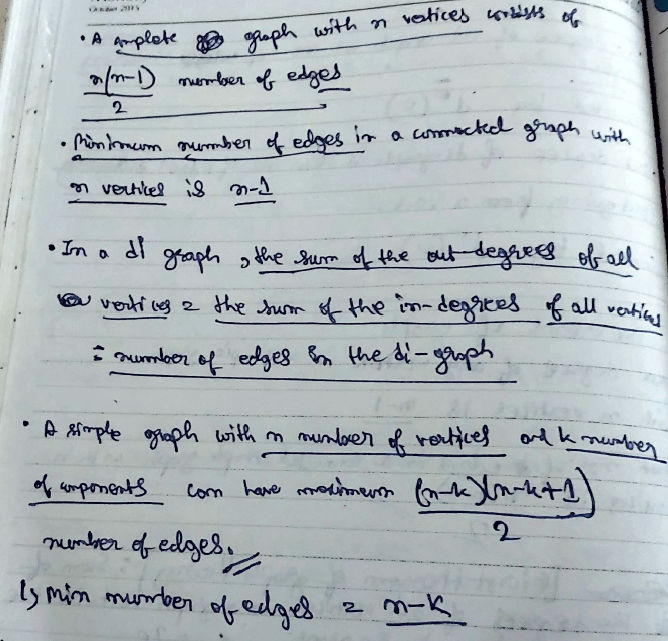 October 2015
• A complete graph with n vertices consists of
n(n-1)/2 number of edges
• Minimum number of edges in a connected graph with
n vertices is n-1
• In a di graph, the sum of the out-degrees of all
vertices = the sum of the in-degrees of all vertices
= number of edges in the di-graph
• A simple graph with n number of vertices and k number
of components can have maximum (n-k)(n-k+1)/2
number of edges.
↳ Min number of edges = n-k